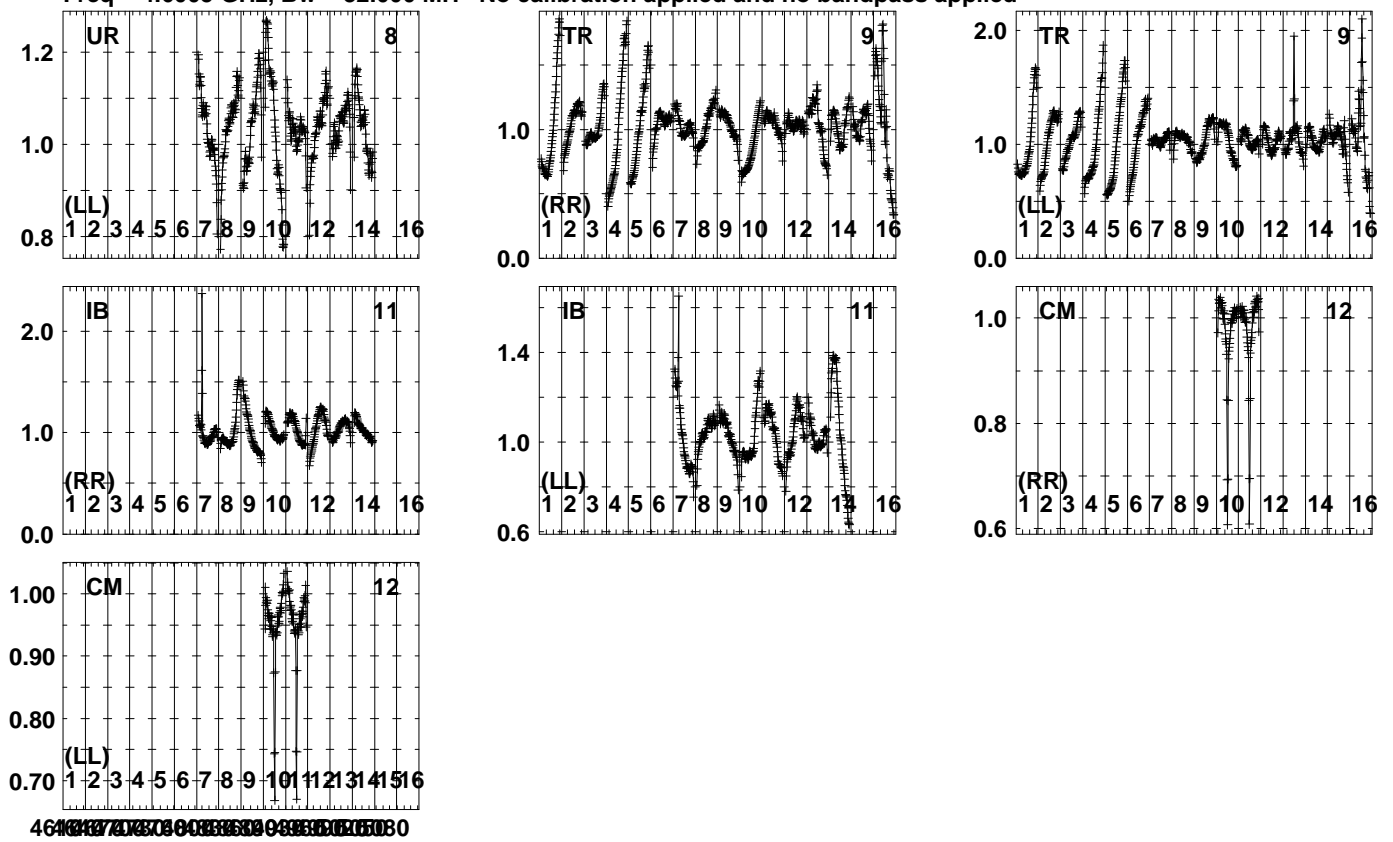 No calibration applied and no bandpass applied
UR 8
1.2
1.0
0.8
(LL)
1 2 3 4 5 6 7 8 9 10 12 14 16
TR 9
1.0
0.0
(RR)
1 2 3 4 5 6 7 8 9 10 12 14 16
TR 9
2.0
1.0
0.0
(LL)
1 2 3 4 5 6 7 8 9 10 12 14 16
IB 11
2.0
1.0
0.0
(RR)
1 2 3 4 5 6 7 8 9 10 12 14 16
IB 11
1.4
1.0
0.6
(LL)
1 2 3 4 5 6 7 8 9 10 12 14 16
CM 12
1.0
0.8
0.6
(RR)
1 2 3 4 5 6 7 8 9 10 12 14 16
CM 12
1.00
0.90
0.80
0.70
(LL)
1 2 3 4 5 6 7 8 9 10 11 12 13 14 15 16